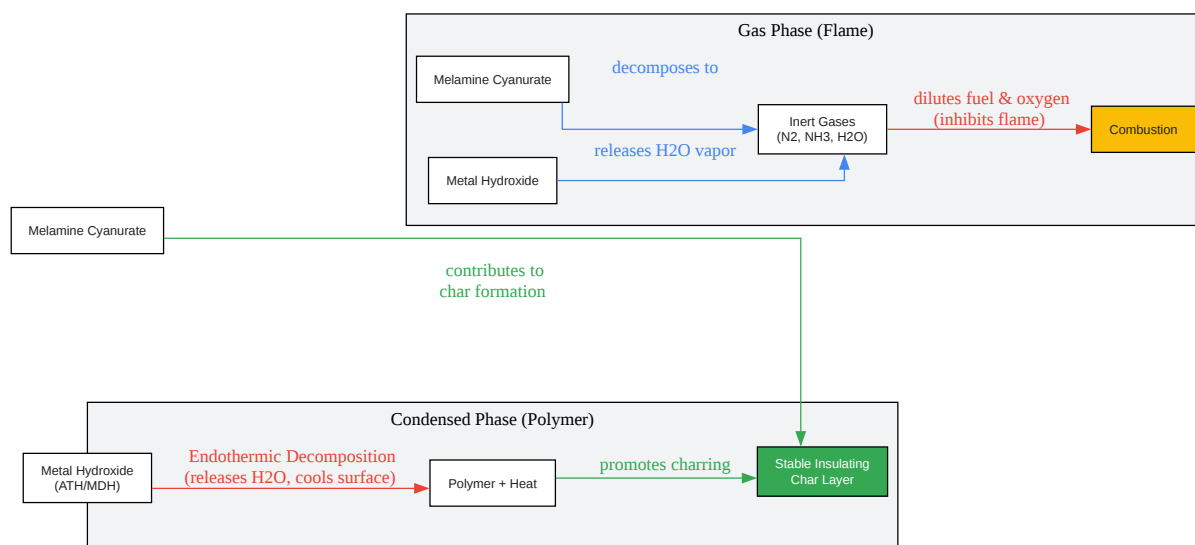 Gas Phase (Flame)
Melamine Cyanurate
decomposes to
Inert Gases
(N2, NH3, H2O)
dilutes fuel & oxygen
(inhibits flame)
Combustion
releases H2O vapor
Metal Hydroxide
Melamine Cyanurate
contributes to
char formation
Condensed Phase (Polymer)
Metal Hydroxide
(ATH/MDH)
Endothermic Decomposition
(releases H2O, cools surface)
Polymer + Heat
promotes charring
Stable Insulating
Char Layer